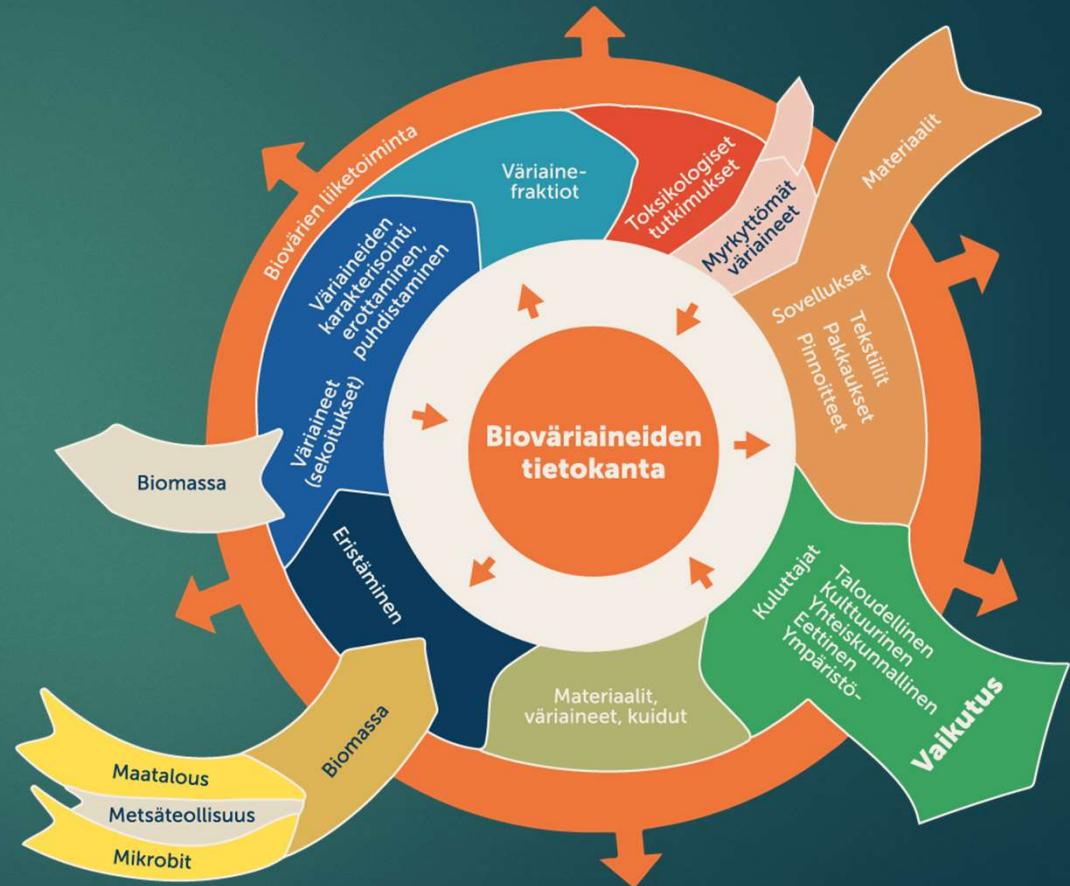 Biovärien liiketoiminta
Väriaine-
fraktiot
Toksikologiset
tutkimukset
Myrkyttömät
väriaineet
Materiaalit
Sovellukset
Tekstiilit
Pakkaukset
Pinnoitteet
Väriaineiden
karakterisointi,
erottaminen,
puhdistaminen
Väriaineet
(sekoitukset)
Bioväriaineiden
tietokanta
Biomassa
Eristäminen
Kuluttajat
Taloudellinen
Kulttuurinen
Yhteiskunnallinen
Eettinen
Ympäristö-
Vaikutus
Materiaalit,
väriaineet, kuidut
Biomassa
Maatalous
Metsäteollisuus
Mikrobit